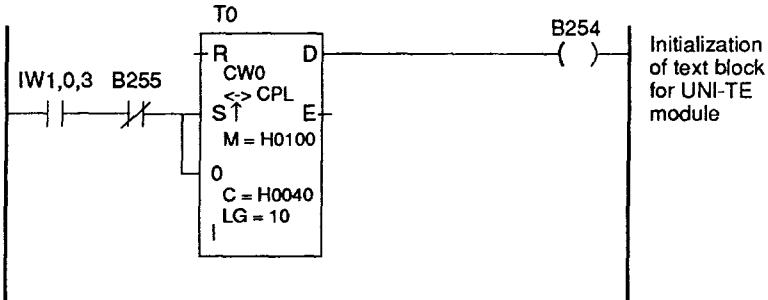 T0
B254
R D
CW0
<-> CPL
IW1,0,3 B255
S↑ E
M = H0100
O
C = H0040
LG = 10
I
Initialization
of text block
for UNI-TE
module